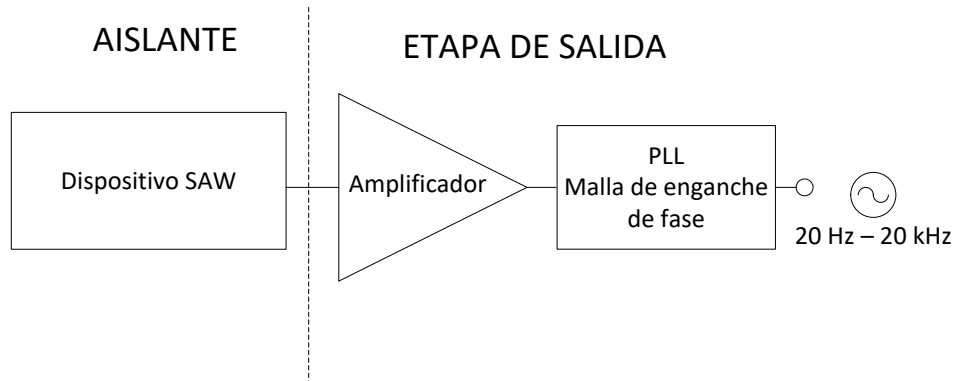 AISLANTE
ETAPA DE SALIDA
Dispositivo SAW
Amplificador
PLL
Malla de enganche
de fase
20 Hz – 20 kHz